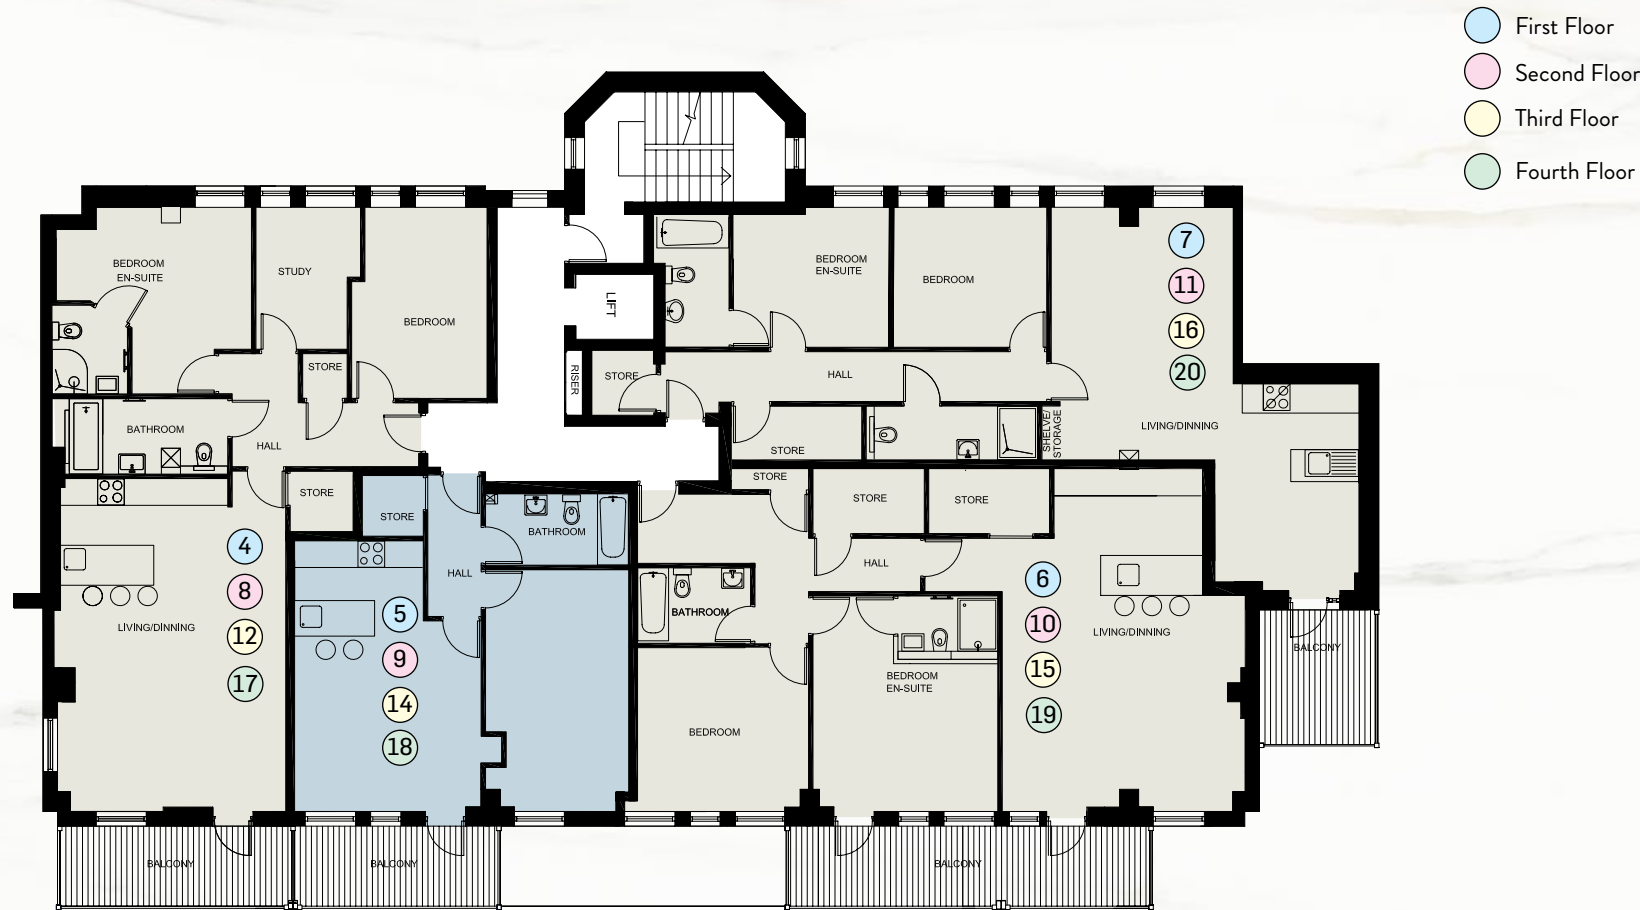 First Floor
Second Floor
Third Floor
Fourth Floor
BEDROOM
EN-SUITE
STUDY
BEDROOM
STORE
BATHROOM
HALL
STORE
4
8
12
17
LIVING/DINNING
BALCONY
STORE
BATHROOM
HALL
5
9
14
18
BALCONY
LIFT
RISER
STORE
BEDROOM
EN-SUITE
BEDROOM
HALL
STORE
SHELVE/
STORAGE
7
11
16
20
LIVING/DINNING
BALCONY
STORE
STORE
STORE
HALL
BATHROOM
BEDROOM
BEDROOM
EN-SUITE
6
10
15
19
LIVING/DINNING
BALCONY